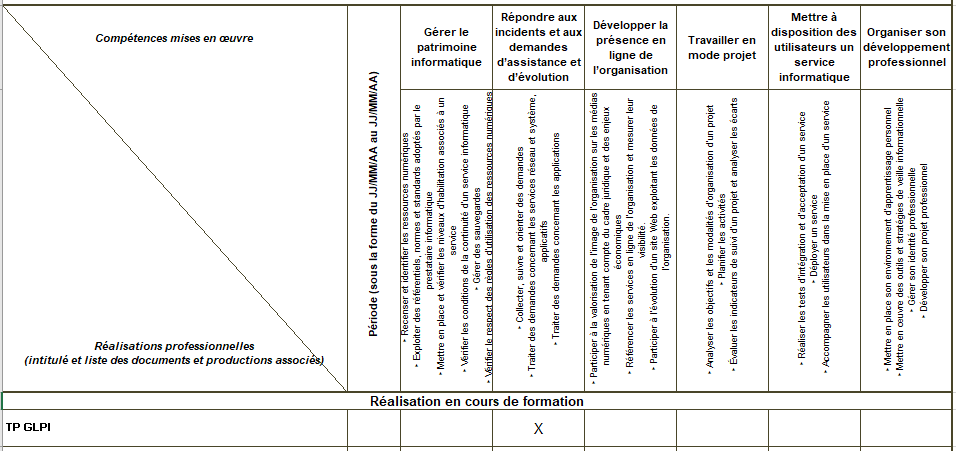 Compétences mises en œuvre
Réalisations professionnelles
(intitulé et liste des documents et productions associés)
Période (sous la forme du JJ/MM/AA au JJ/MM/AA)
Gérer le
patrimoine
informatique
Répondre aux
incidents et aux
demandes
d’assistance et
d’évolution
Développer la
présence en
ligne de
l’organisation
Travailler en
mode projet
Mettre à
disposition des
utilisateurs un
service
informatique
Organiser son
développement
professionnel
‣ Recenser et identifier les ressources numériques
‣ Exploiter des référentiels, normes et standards adoptés par le
prestataire informatique
‣ Mettre en place et vérifier les niveaux d’habilitation associés à un
service
‣ Vérifier les conditions de la continuité d’un service informatique
‣ Gérer des sauvegardes
‣ Vérifier le respect des règles d’utilisation des ressources numériques
‣ Collecter, suivre et orienter des demandes
‣ Traiter des demandes concernant les services réseau et système,
applicatifs
‣ Traiter des demandes concernant les applications
‣ Participer à la valorisation de l’image de l’organisation sur les médias
numériques en tenant compte du cadre juridique et des enjeux
économiques
‣ Référencer les services en ligne de l’organisation et mesurer leur
visibilité
‣ Participer à l’évolution d’un site Web exploitant les données de
l’organisation.
‣ Analyser les objectifs et les modalités d’organisation d’un projet
‣ Planifier les activités
‣ Évaluer les indicateurs de suivi d’un projet et analyser les écarts
‣ Réaliser les tests d’intégration et d’acceptation d’un service
‣ Déployer un service
‣ Accompagner les utilisateurs dans la mise en place d’un service
‣ Mettre en place son environnement d’apprentissage personnel
‣ Mettre en œuvre des outils et stratégies de veille informationnelle
‣ Gérer son identité professionnelle
‣ Développer son projet professionnel
Réalisation en cours de formation
TP GLPI
X